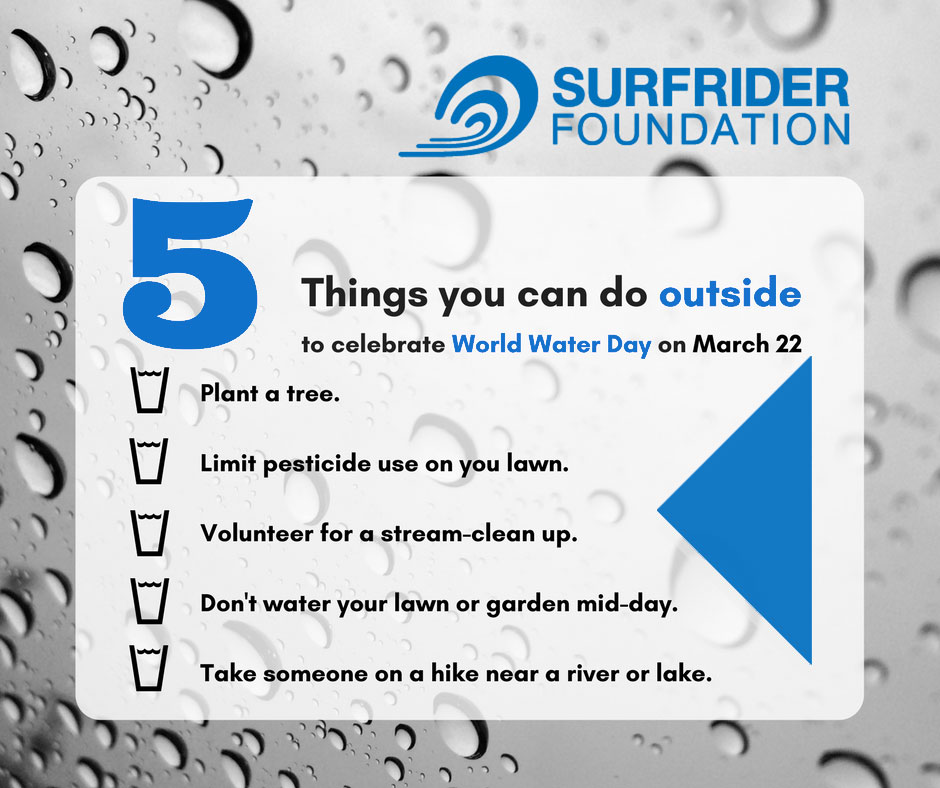 SURFRIDER
FOUNDATION
5
Things you can do outside
to celebrate World Water Day on March 22
Plant a tree.
Limit pesticide use on you lawn.
Volunteer for a stream-clean up.
Don't water your lawn or garden mid-day.
Take someone on a hike near a river or lake.